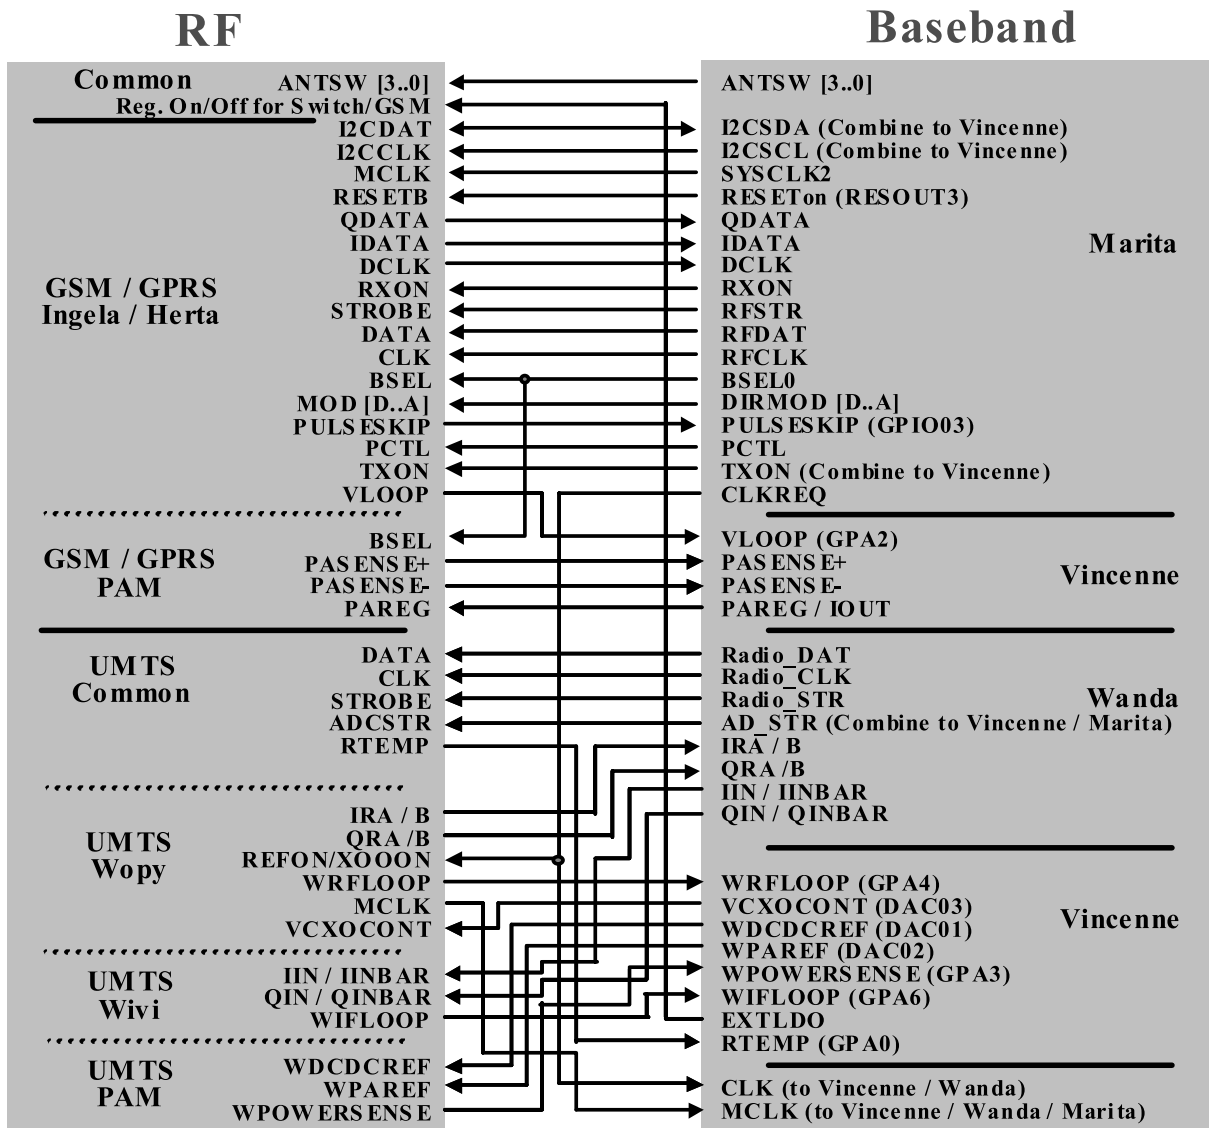 RF
Baseband
Common
ANTSW [3..0]
ANTSW [3..0]
Reg. On/Off for Switch/GSM
I2CDAT
I2CSDA (Combine to Vincenne)
I2CCLK
I2CSCL (Combine to Vincenne)
MCLK
SYSCLK2
RESETB
RESETon (RESOUT3)
QDATA
QDATA
IDATA
IDATA
Marita
DCLK
DCLK
GSM / GPRS
Ingela / Herta
RXON
RXON
STROBE
RFSTR
DATA
RFDAT
CLK
RFCLK
BSEL
BSEL0
MOD [D..A]
DIRMOD [D..A]
PULSESKIP
PULSESKIP (GPIO03)
PCTL
PCTL
TXON
TXON (Combine to Vincenne)
VLOOP
CLKREQ
GSM / GPRS
PAM
BSEL
VLOOP (GPA2)
PASENSE+
PASENSE+
Vincenne
PASENSE-
PASENSE-
PAREG
PAREG / IOUT
UMTS
Common
DATA
Radio_DAT
CLK
Radio_CLK
STROBE
Radio_STR
Wanda
ADCSTR
AD_STR (Combine to Vincenne / Marita)
RTEMP
IRA / B
QRA /B
IIN / IINBAR
QIN / QINBAR
UMTS
Wopy
IRA / B
QRA /B
REFON/XOOON
WRFLOOP
WRFLOOP (GPA4)
MCLK
VCXOCONT (DAC03)
Vincenne
VCXOCONT
WDCDCREF (DAC01)
WPAREF (DAC02)
UMTS
Wivi
IIN / IINBAR
WPOWERSENSE (GPA3)
QIN / QINBAR
WIFLOOP (GPA6)
WIFLOOP
EXTLDO
RTEMP (GPA0)
UMTS
PAM
WDCDCREF
WPAREF
CLK (to Vincenne / Wanda)
WPOWERSENSE
MCLK (to Vincenne / Wanda / Marita)